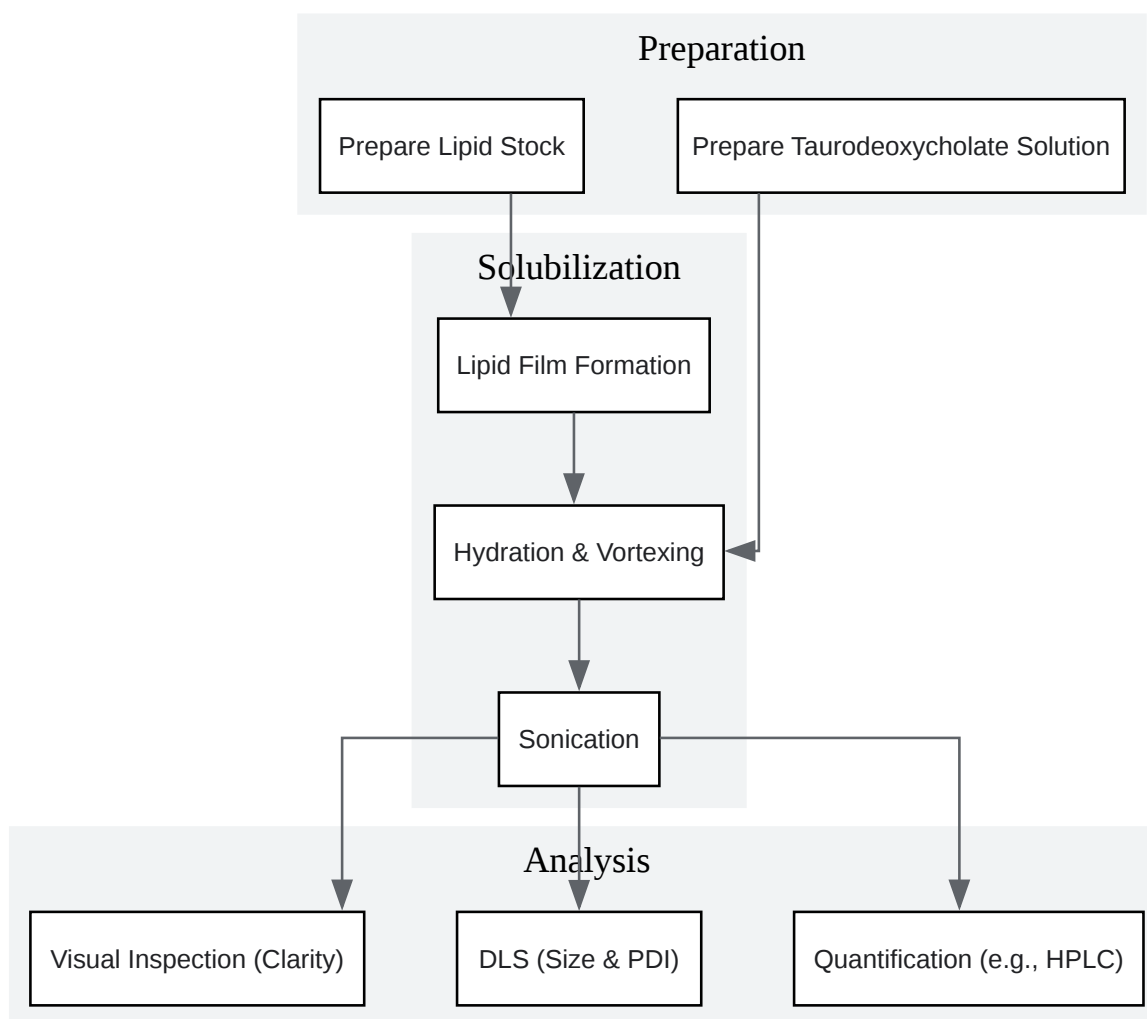 Preparation
Prepare Lipid Stock
Prepare Taurodeoxycholate Solution
Solubilization
Lipid Film Formation
Hydration & Vortexing
Sonication
Analysis
Visual Inspection (Clarity)
DLS (Size & PDI)
Quantification (e.g., HPLC)